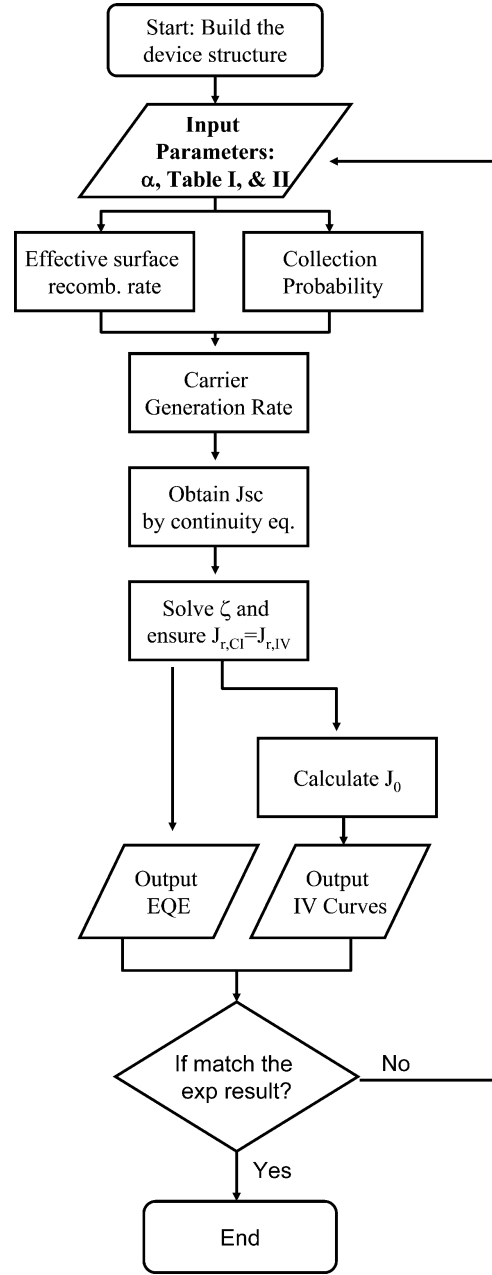 Start: Build the
device structure
Input
Parameters:
α, Table I, & II
Effective surface
recomb. rate
Collection
Probability
Carrier
Generation Rate
Obtain Jsc
by continuity eq.
Solve ζ and
ensure J_{r,CI}=J_{r,IV}
Calculate J_0
Output
EQE
Output
IV Curves
If match the
exp result?
No
Yes
End